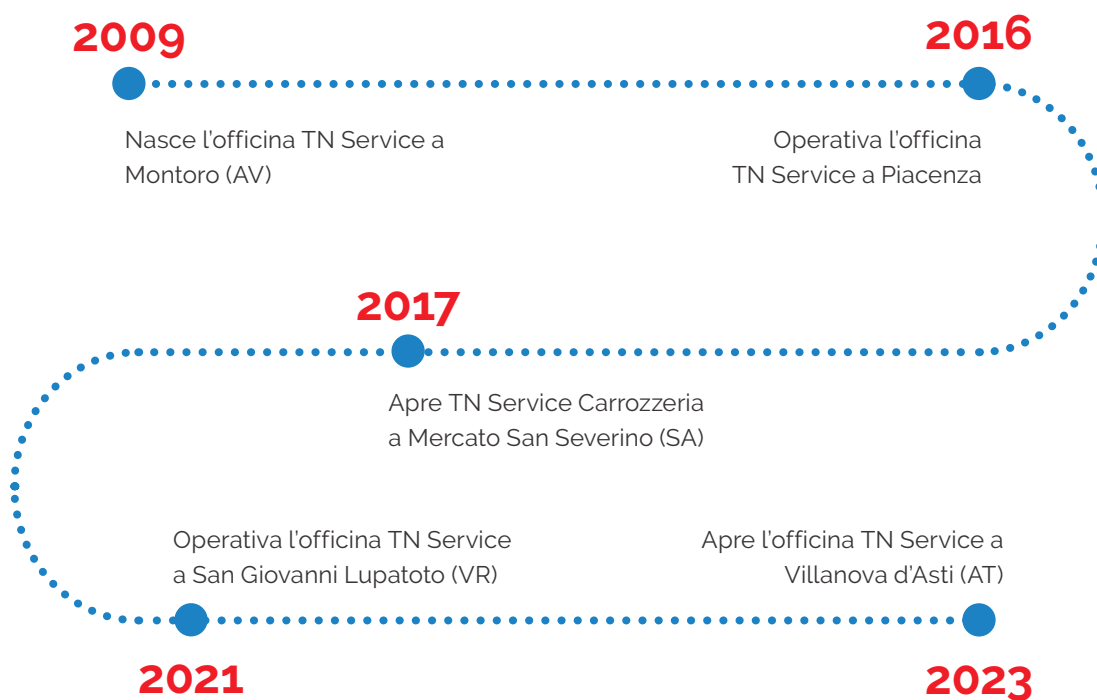 2009
Nasce l'officina TN Service a
Montoro (AV)
2016
Operativa l'officina
TN Service a Piacenza
2017
Apre TN Service Carrozzeria
a Mercato San Severino (SA)
Operativa l'officina TN Service
a San Giovanni Lupatoto (VR)
2021
Apre l'officina TN Service a
Villanova d'Asti (AT)
2023